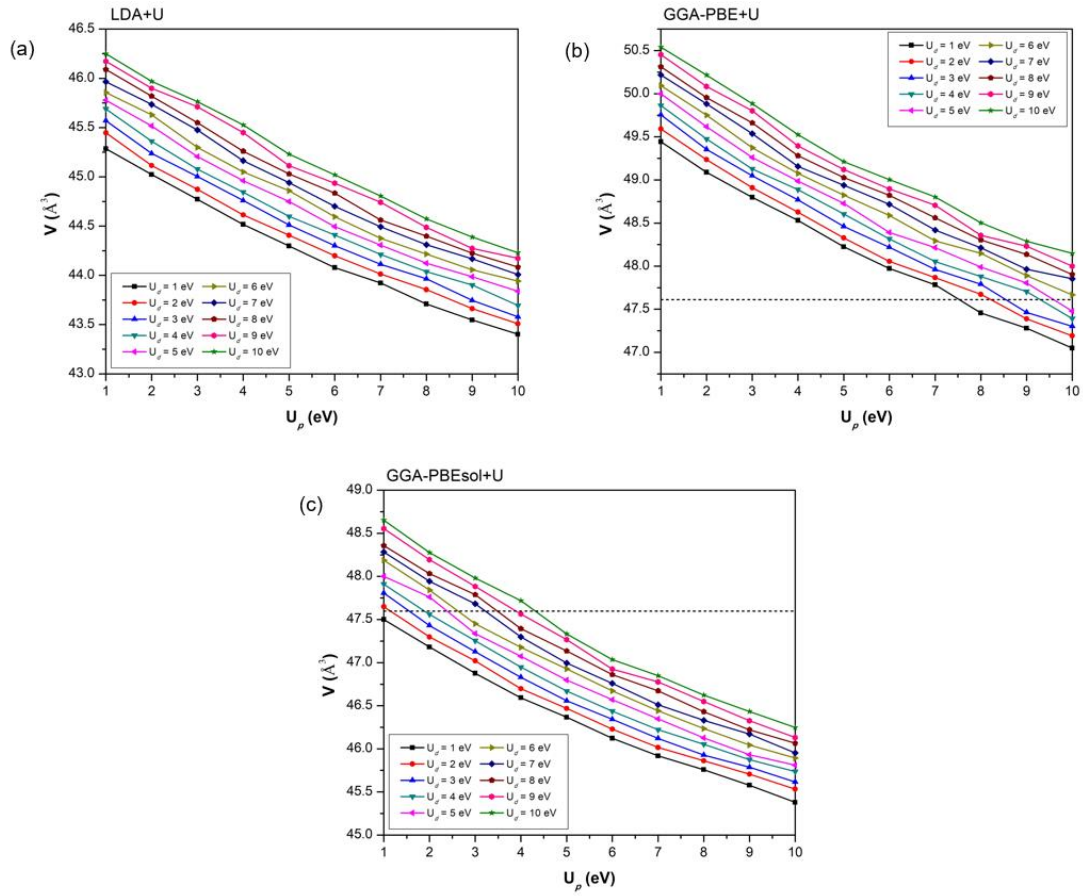 LDA+U
(a)
46.5
46.0
45.5
45.0
44.5
44.0
43.5
43.0
V (Å³)
U_d = 1 eV
U_d = 2 eV
U_d = 3 eV
U_d = 4 eV
U_d = 5 eV
U_d = 6 eV
U_d = 7 eV
U_d = 8 eV
U_d = 9 eV
U_d = 10 eV
1 2 3 4 5 6 7 8 9 10
U_p (eV)
GGA-PBE+U
(b)
50.5
50.0
49.5
49.0
48.5
48.0
47.5
47.0
V (Å³)
U_d = 1 eV
U_d = 2 eV
U_d = 3 eV
U_d = 4 eV
U_d = 5 eV
U_d = 6 eV
U_d = 7 eV
U_d = 8 eV
U_d = 9 eV
U_d = 10 eV
1 2 3 4 5 6 7 8 9 10
U_p (eV)
GGA-PBEsol+U
(c)
49.0
48.5
48.0
47.5
47.0
46.5
46.0
45.5
45.0
V (Å³)
U_d = 1 eV
U_d = 2 eV
U_d = 3 eV
U_d = 4 eV
U_d = 5 eV
U_d = 6 eV
U_d = 7 eV
U_d = 8 eV
U_d = 9 eV
U_d = 10 eV
1 2 3 4 5 6 7 8 9 10
U_p (eV)